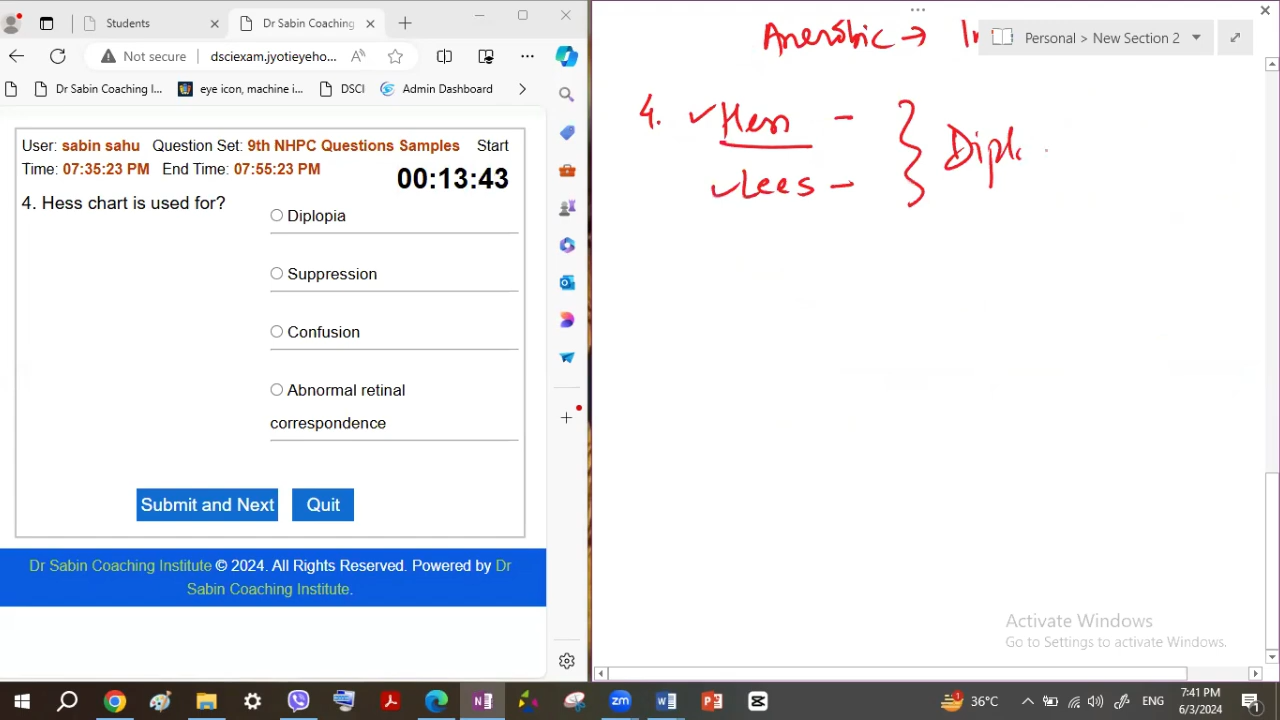 Students
Dr Sabin Coaching
Not secure
dsciexam.jyotieyeho...
Dr Sabin Coaching I...
eye icon, machine i...
DSCI
Admin Dashboard
User: sabin sahu Question Set: 9th NHPC Questions Samples Start
Time: 07:35:23 PM End Time: 07:55:23 PM
00:13:43
4. Hess chart is used for?
Diplopia
Suppression
Confusion
Abnormal retinal
correspondence
Submit and Next
Quit
Dr Sabin Coaching Institute © 2024. All Rights Reserved. Powered by Dr
Sabin Coaching Institute.
Anerobic → I
Personal > New Section 2
4. Hess - 
Lees -
Diplo
Activate Windows
Go to Settings to activate Windows.
36°C
ENG
7:41 PM
6/3/2024